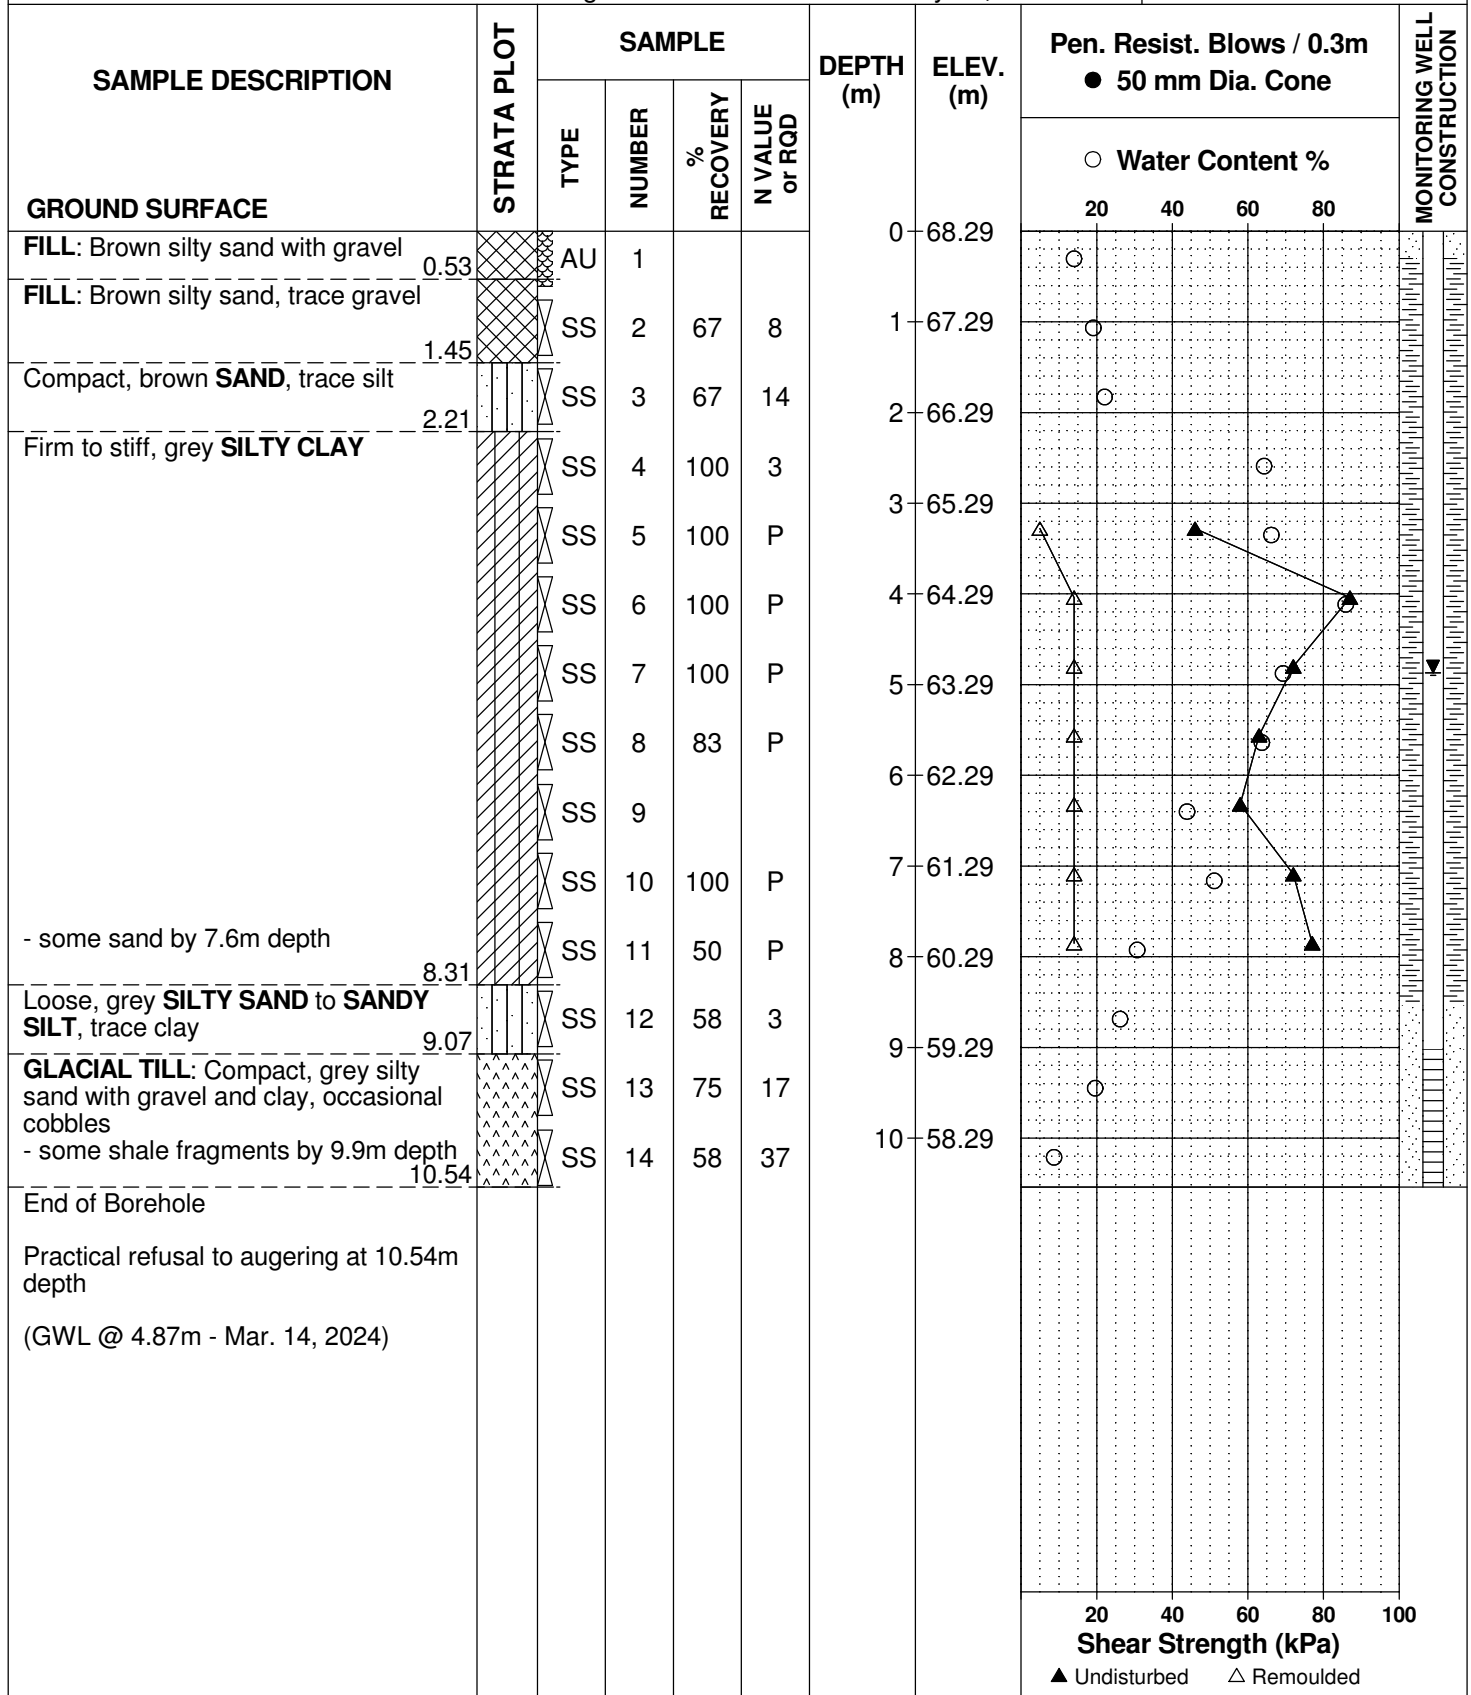 SAMPLE DESCRIPTION
GROUND SURFACE
STRATA PLOT
SAMPLE
TYPE
NUMBER
%
RECOVERY
N VALUE
or RQD
DEPTH
(m)
ELEV.
(m)
Pen. Resist. Blows / 0.3m
● 50 mm Dia. Cone
○ Water Content %
20 40 60 80
MONITORING WELL
CONSTRUCTION
0 68.29
FILL: Brown silty sand with gravel
0.53
AU 1
FILL: Brown silty sand, trace gravel
1.45
SS 2 67 8
1 67.29
Compact, brown SAND, trace silt
2.21
SS 3 67 14
2 66.29
Firm to stiff, grey SILTY CLAY
SS 4 100 3
3 65.29
SS 5 100 P
SS 6 100 P
4 64.29
SS 7 100 P
5 63.29
SS 8 83 P
6 62.29
SS 9
7 61.29
SS 10 100 P
- some sand by 7.6m depth
8.31
SS 11 50 P
8 60.29
Loose, grey SILTY SAND to SANDY
SILT, trace clay
9.07
SS 12 58 3
9 59.29
GLACIAL TILL: Compact, grey silty
sand with gravel and clay, occasional
cobbles
SS 13 75 17
- some shale fragments by 9.9m depth
10.54
10 58.29
SS 14 58 37
End of Borehole
Practical refusal to augering at 10.54m
depth
(GWL @ 4.87m - Mar. 14, 2024)
20 40 60 80 100
Shear Strength (kPa)
▲ Undisturbed △ Remoulded